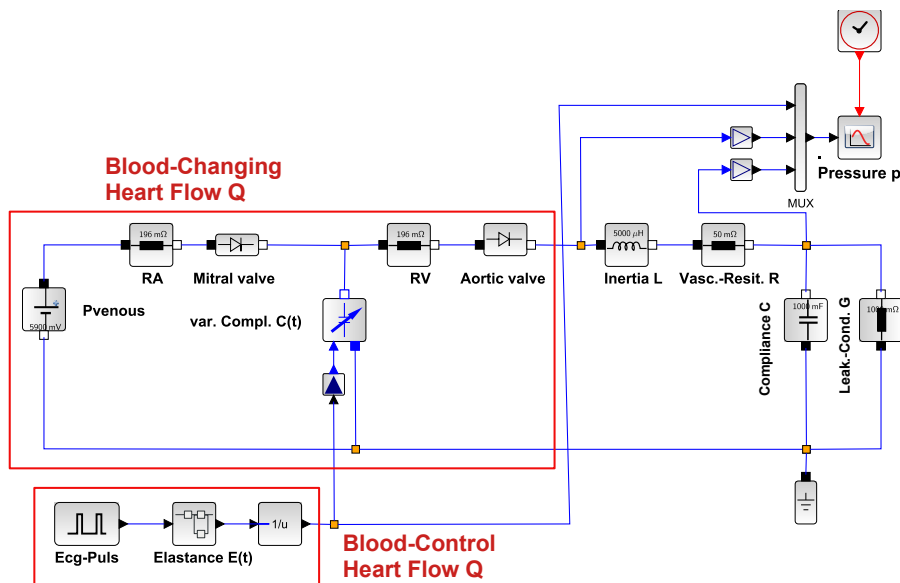 Blood-Changing
Heart Flow Q
MUX
Pressure p
196 mΩ
196 mΩ
5000 µH
50 mΩ
RA
Mitral valve
RV
Aortic valve
Inertia L
Vasc.-Resit. R
Pvenous
5900 mV
var. Compl. C(t)
1000 mF
Compliance C
Leak.-Cond. G
1/u
Ecg-Puls
Elastance E(t)
Blood-Control
Heart Flow Q